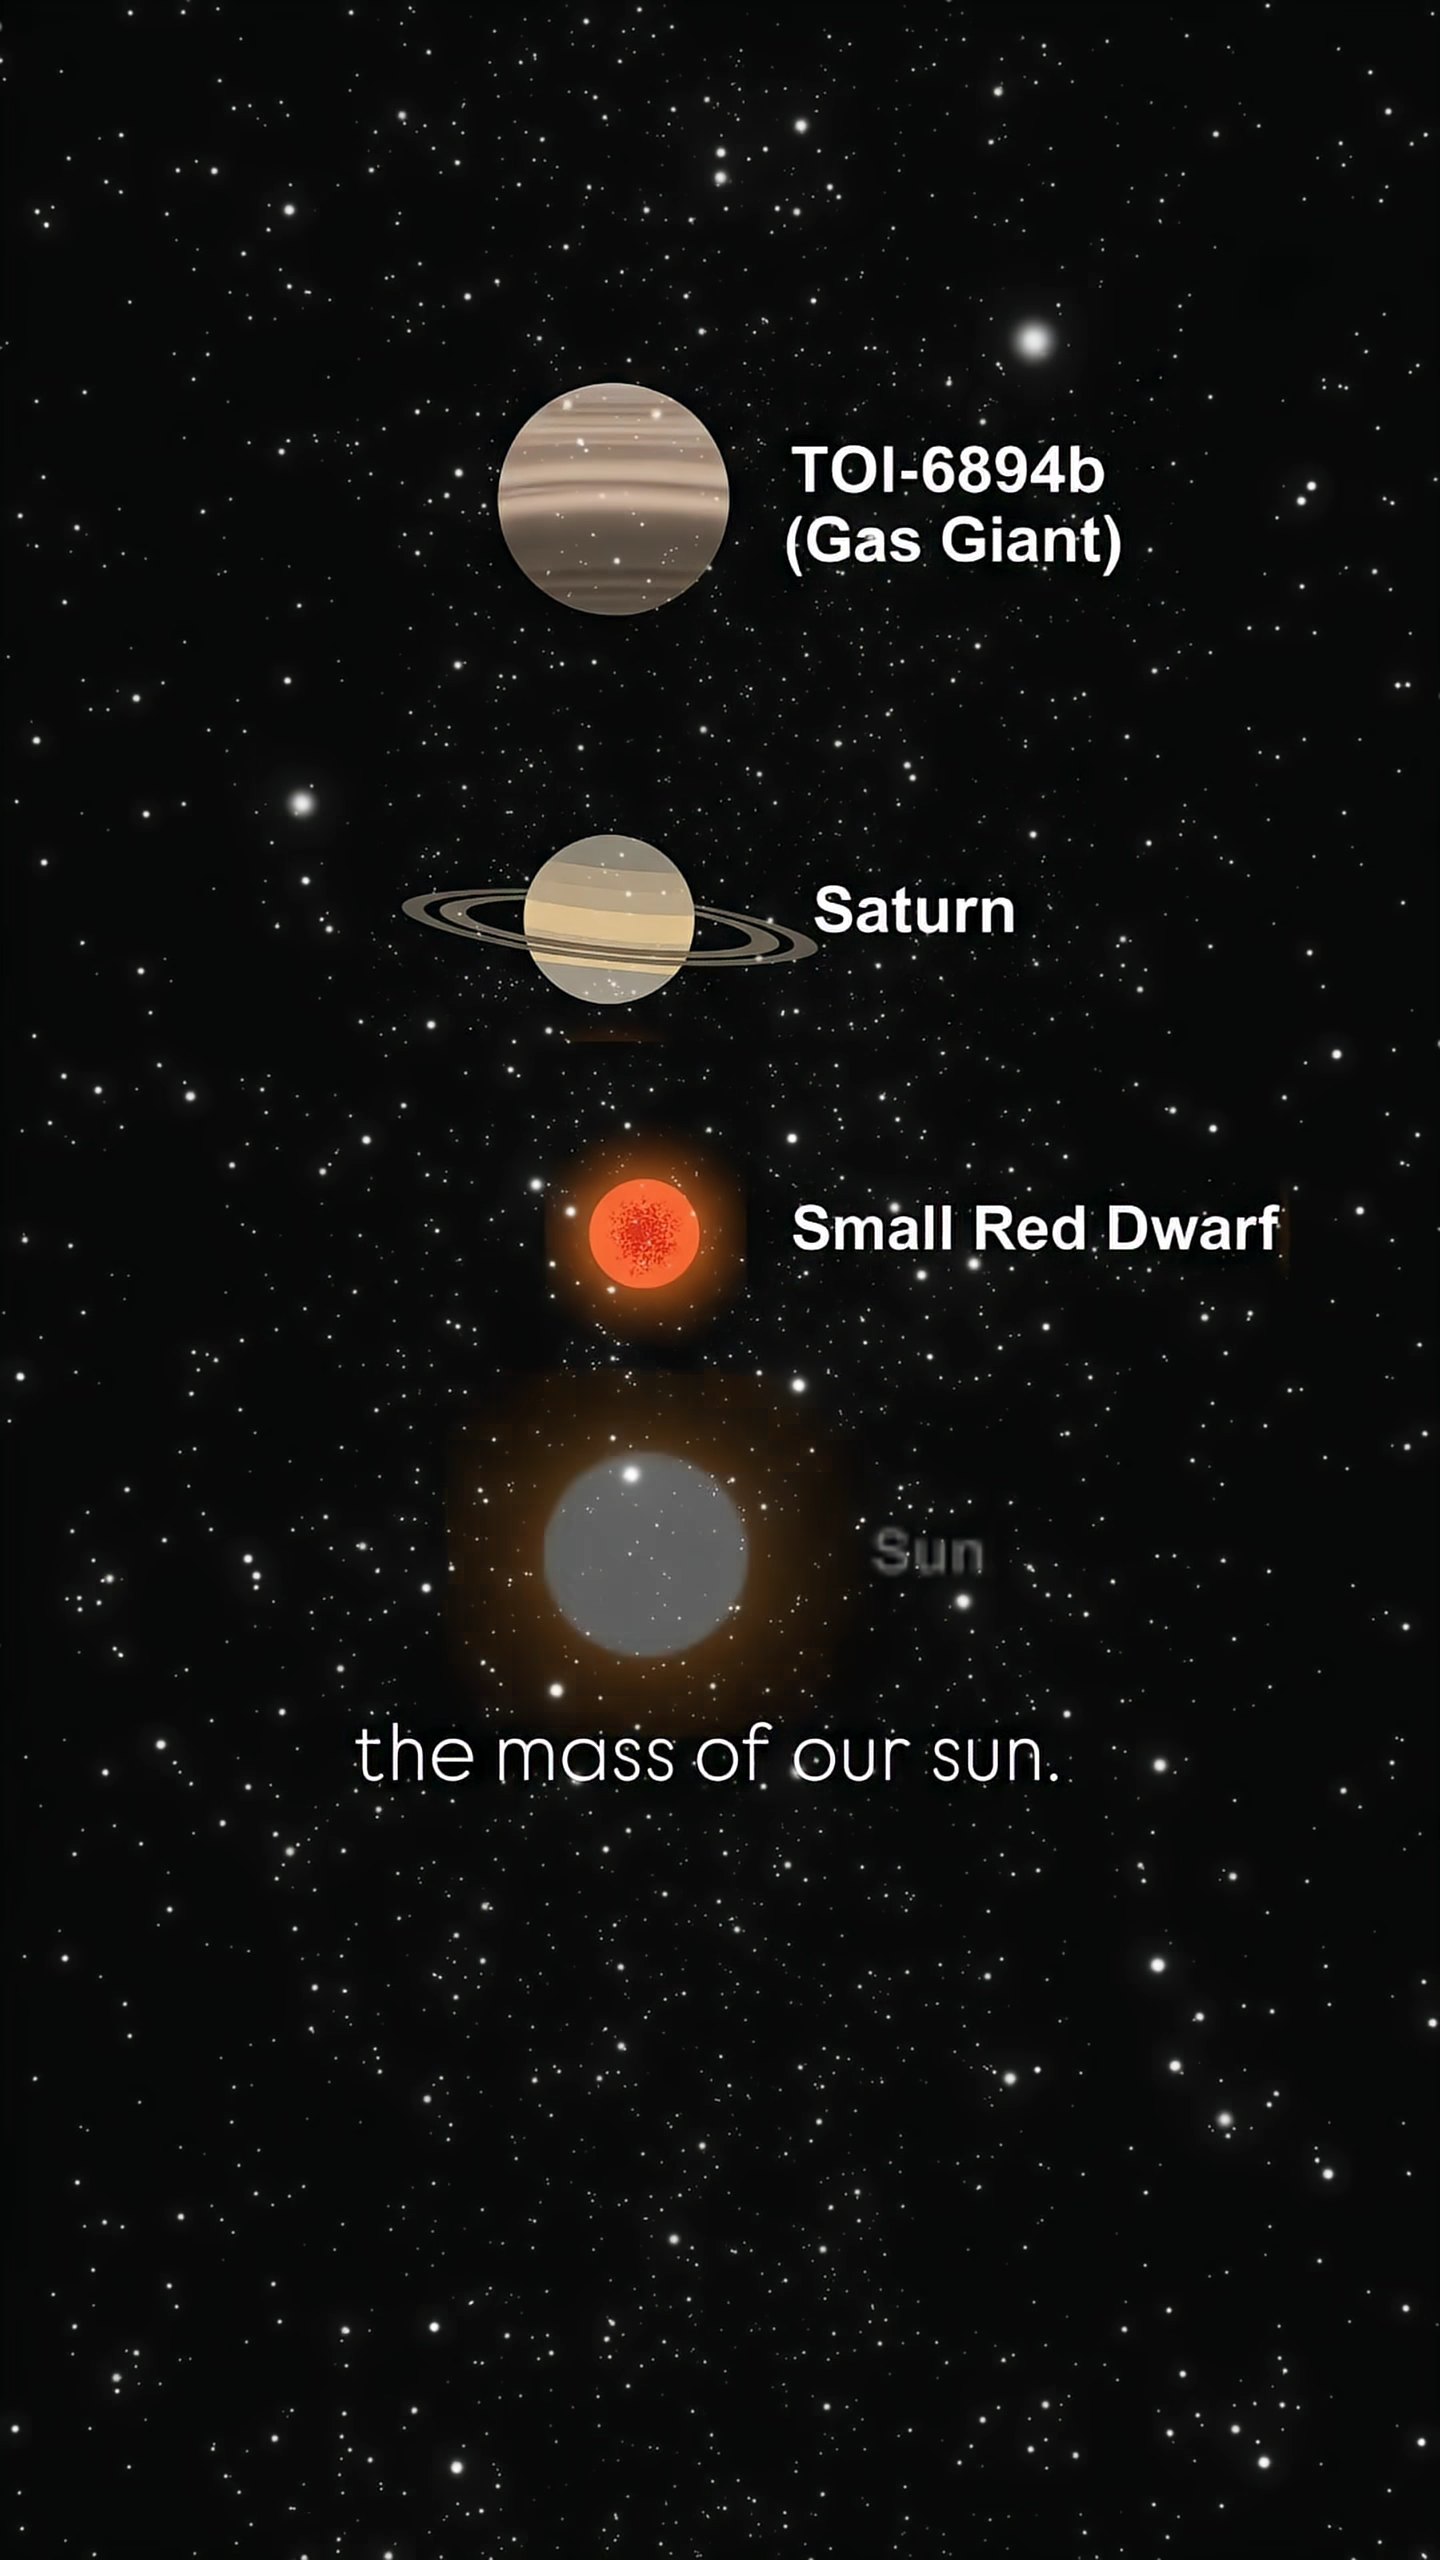 TOI-6894b
(Gas Giant)
Saturn
Small Red Dwarf
Sun
the mass of our sun.